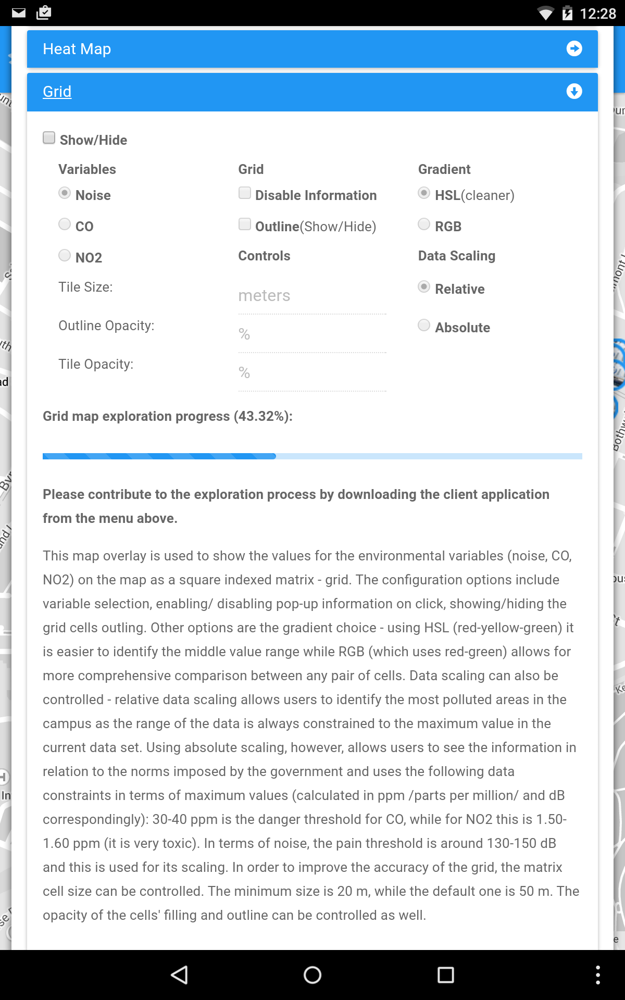 12:28
Heat Map
Grid
Show/Hide
Variables Grid Gradient
Noise Disable Information HSL(cleaner)
CO Outline(Show/Hide) RGB
NO2 Controls Data Scaling
Tile Size: meters Relative
Outline Opacity: % Absolute
Tile Opacity: %
Grid map exploration progress (43.32%):
Please contribute to the exploration process by downloading the client application
from the menu above.
This map overlay is used to show the values for the environmental variables (noise, CO,
NO2) on the map as a square indexed matrix - grid. The configuration options include
variable selection, enabling/ disabling pop-up information on click, showing/hiding the
grid cells outling. Other options are the gradient choice - using HSL (red-yellow-green) it
is easier to identify the middle value range while RGB (which uses red-green) allows for
more comprehensive comparison between any pair of cells. Data scaling can also be
controlled - relative data scaling allows users to identify the most polluted areas in the
campus as the range of the data is always constrained to the maximum value in the
current data set. Using absolute scaling, however, allows users to see the information in
relation to the norms imposed by the government and uses the following data
constraints in terms of maximum values (calculated in ppm /parts per million/ and dB
correspondingly): 30-40 ppm is the danger threshold for CO, while for NO2 this is 1.50-
1.60 ppm (it is very toxic). In terms of noise, the pain threshold is around 130-150 dB
and this is used for its scaling. In order to improve the accuracy of the grid, the matrix
cell size can be controlled. The minimum size is 20 m, while the default one is 50 m. The
opacity of the cells' filling and outline can be controlled as well.